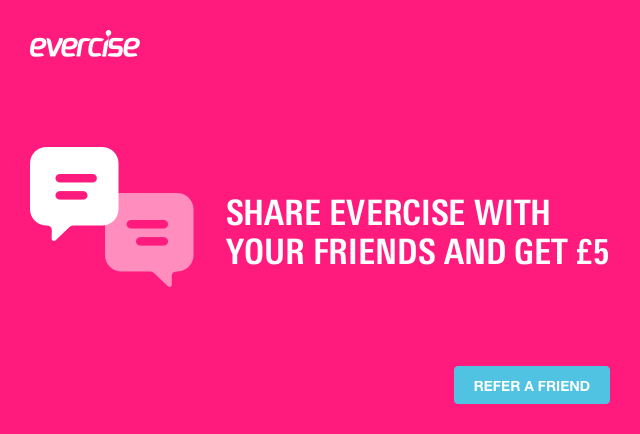 evercise
SHARE EVERCISE WITH
YOUR FRIENDS AND GET £5
REFER A FRIEND